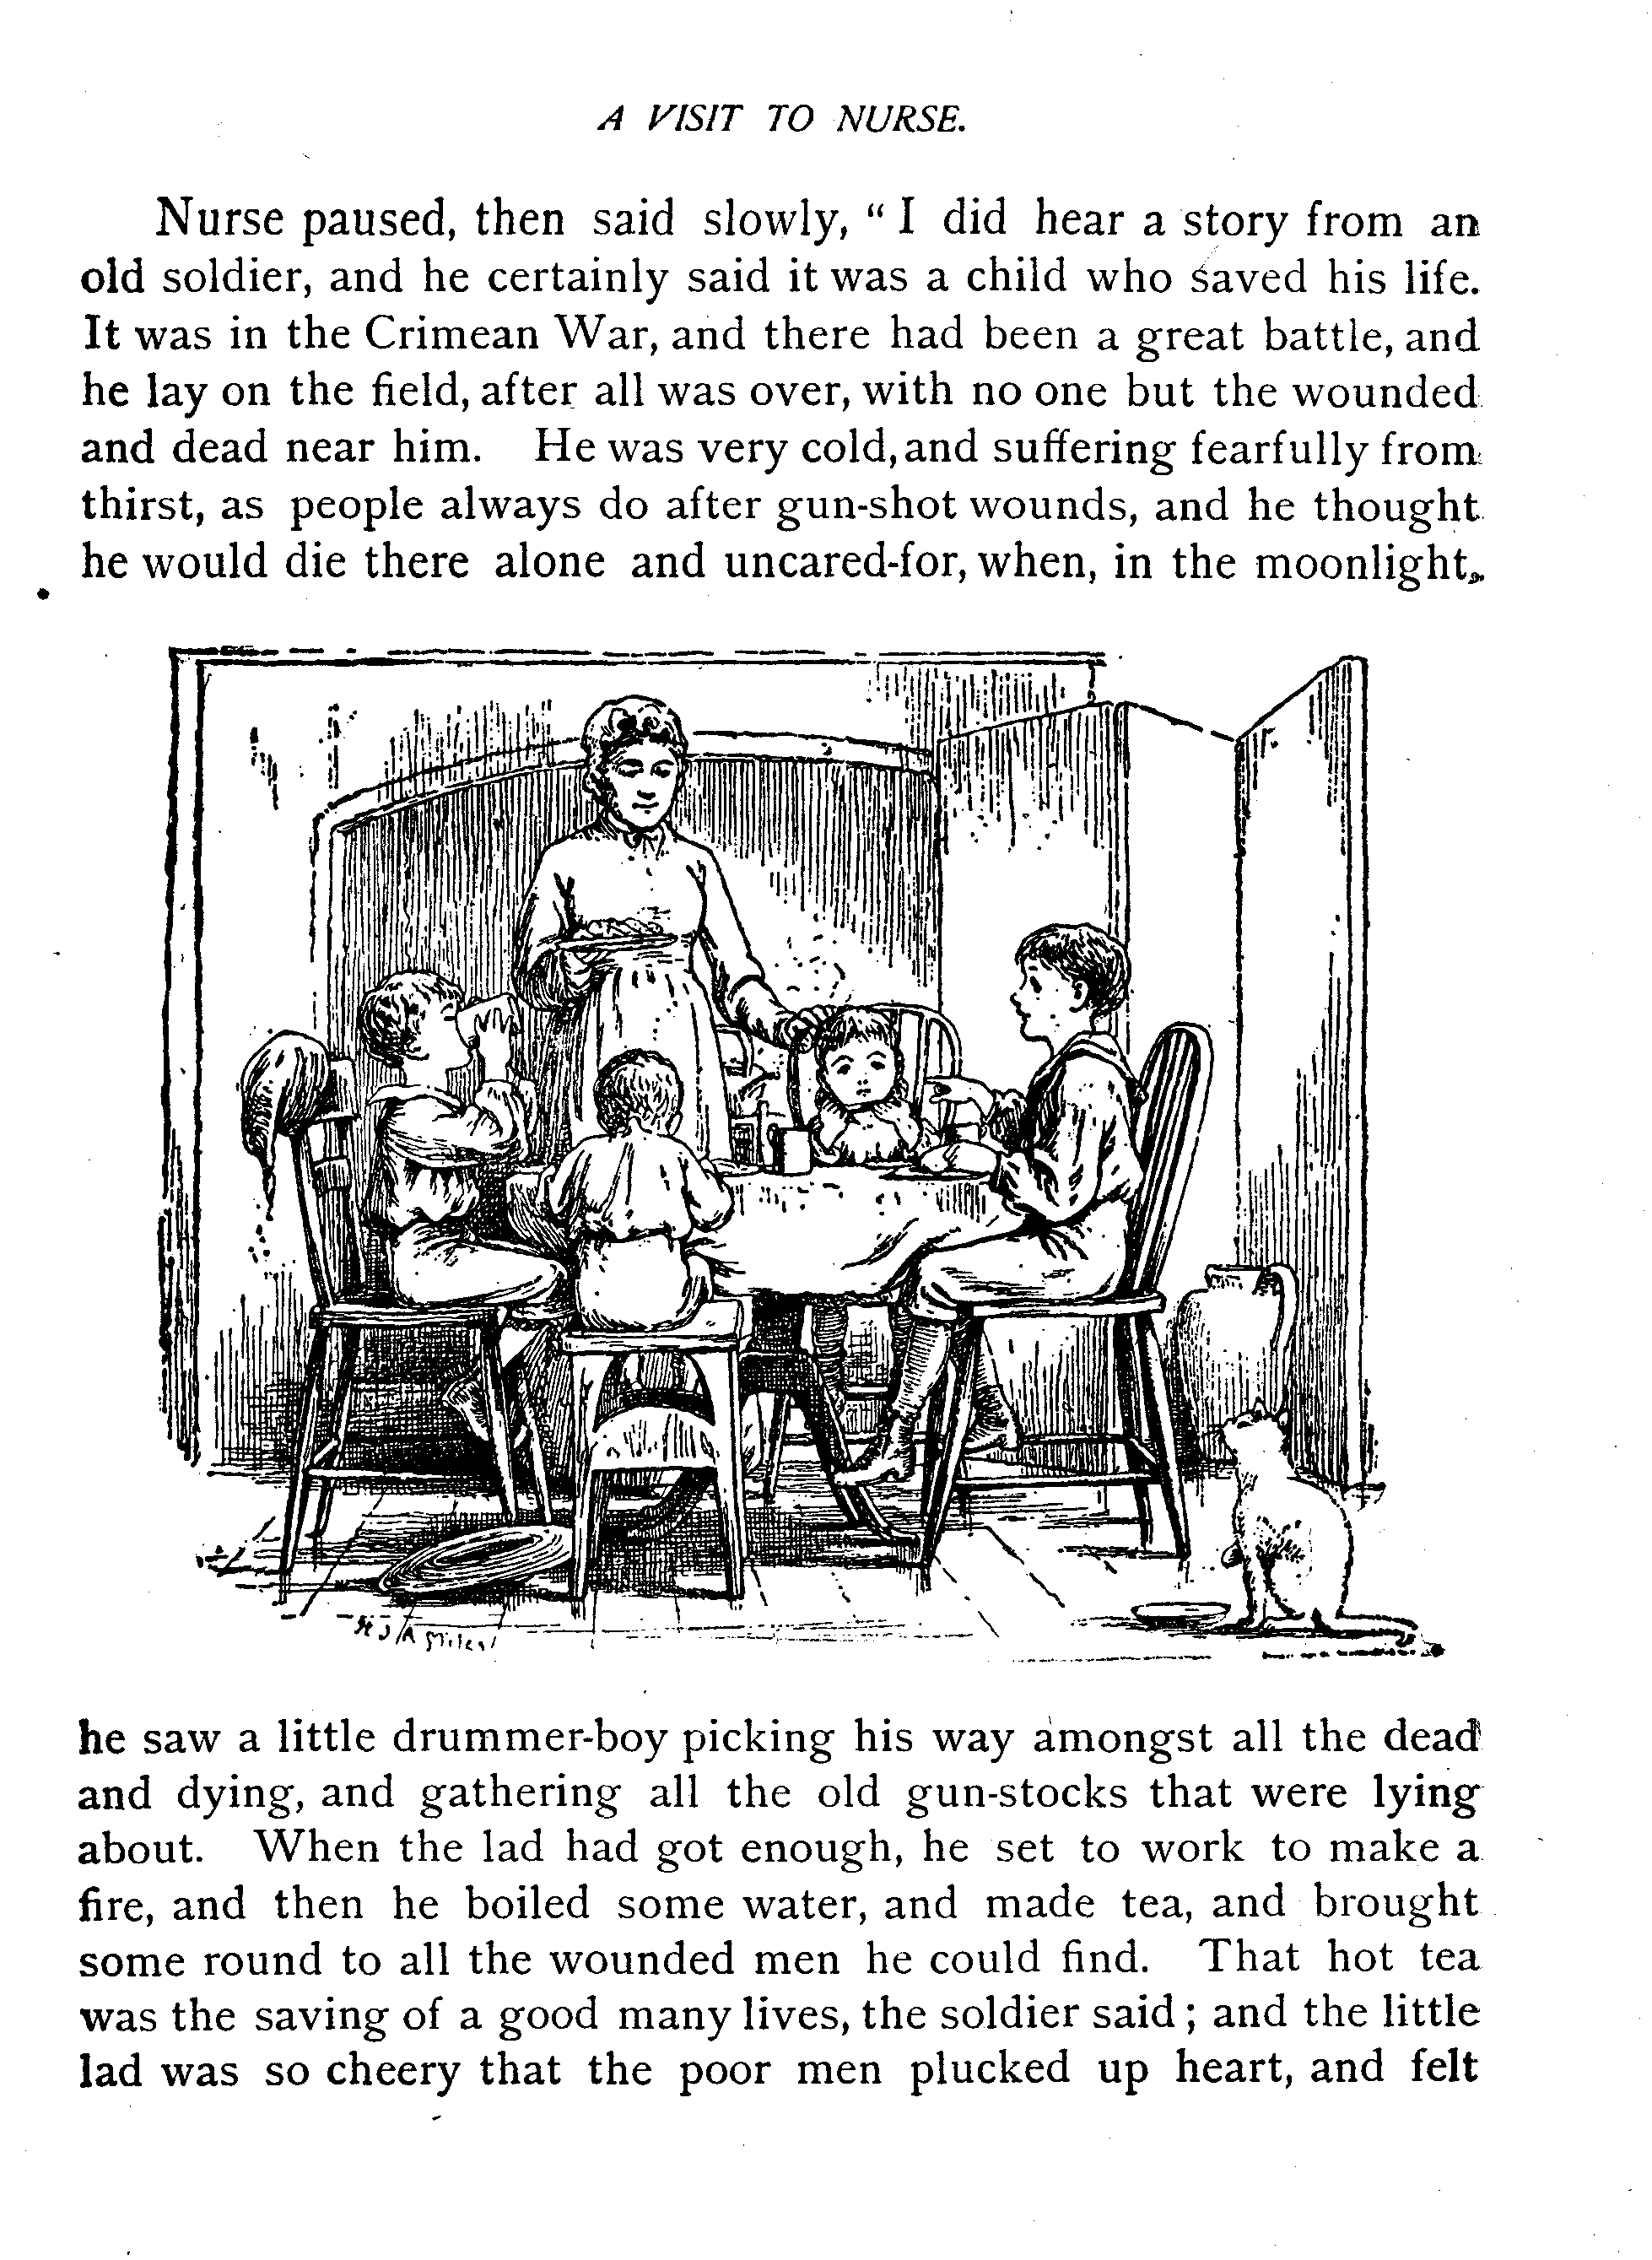 A VISIT TO NURSE.
Nurse paused, then said slowly, “ I did hear a story from an
old soldier, and he certainly said it was a child who saved his life.
It was in the Crimean War, and there had been a great battle, and
he lay on the field, after all was over, with no one but the wounded
and dead near him. He was very cold, and suffering fearfully from
thirst, as people always do after gun-shot wounds, and he thought
he would die there alone and uncared-for, when, in the moonlight,
he saw a little drummer-boy picking his way amongst all the dead
and dying, and gathering all the old gun-stocks that were lying
about. When the lad had got enough, he set to work to make a
fire, and then he boiled some water, and made tea, and brought
some round to all the wounded men he could find. That hot tea
was the saving of a good many lives, the soldier said ; and the little
lad was so cheery that the poor men plucked up heart, and felt